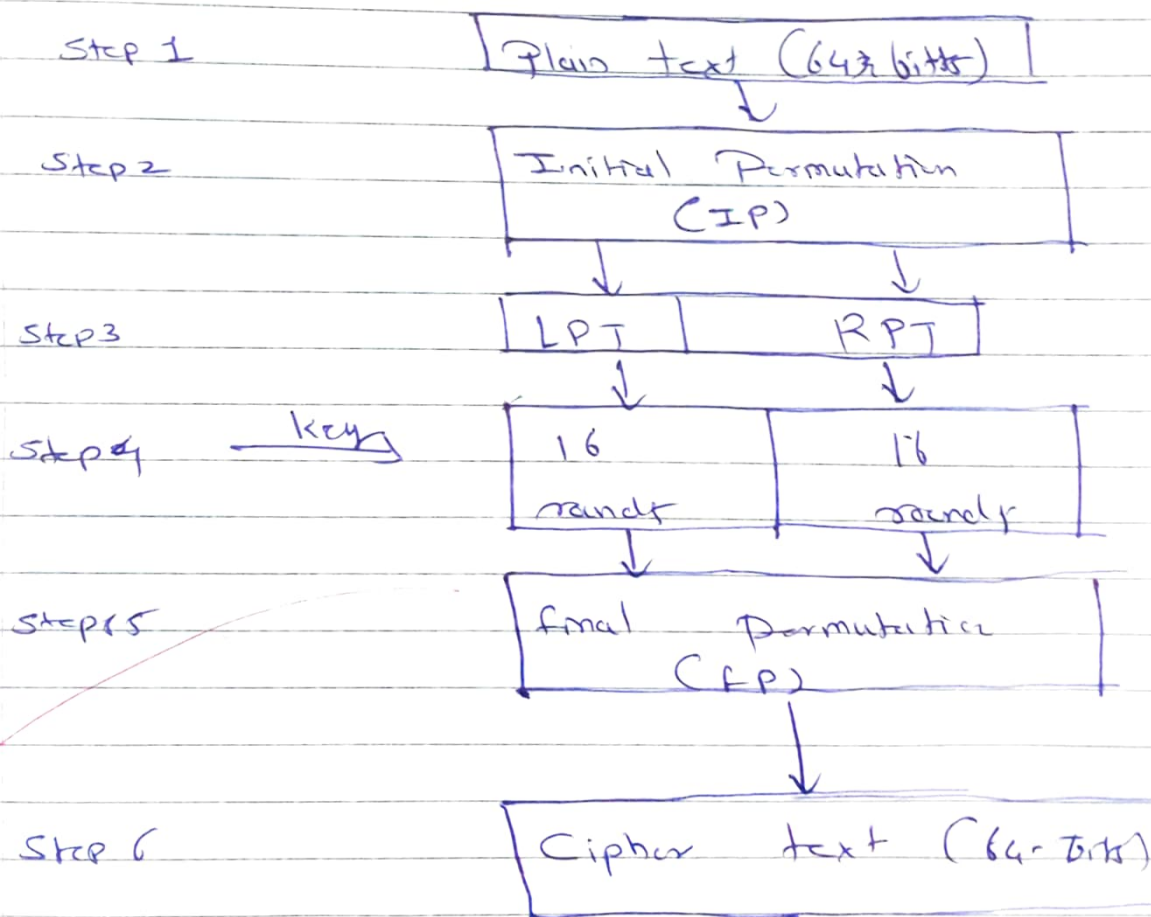 Step 1
Plain text (64 bits)
Step 2
Initial Permutation
(IP)
Step 3
LPT RPT
Step 4 key
16 16
rounds rounds
Step 5
final permutation
(FP)
Step 6
Cipher text (64-bits)